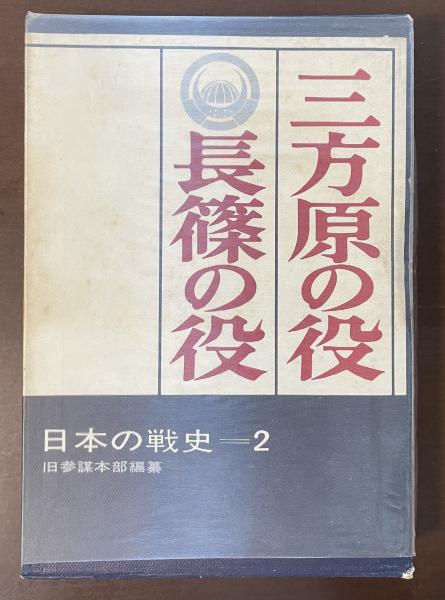 三方原の役
長篠の役
日本の戦史—2
旧参謀本部編纂